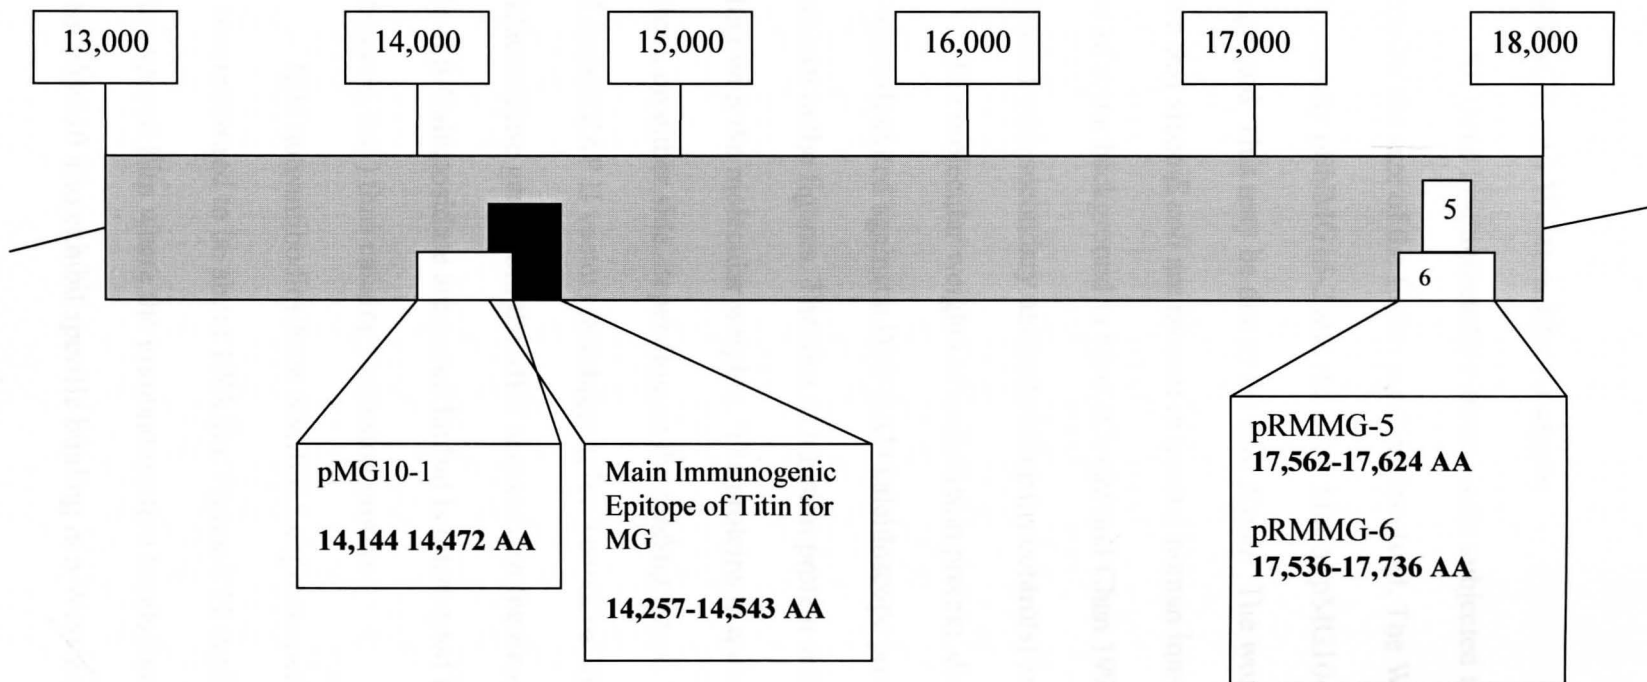 13,000
14,000
15,000
16,000
17,000
18,000
5
6
pMG10-1
14,144 14,472 AA
Main Immunogenic
Epitope of Titin for
MG
14,257-14,543 AA
pRMMG-5
17,562-17,624 AA
pRMMG-6
17,536-17,736 AA